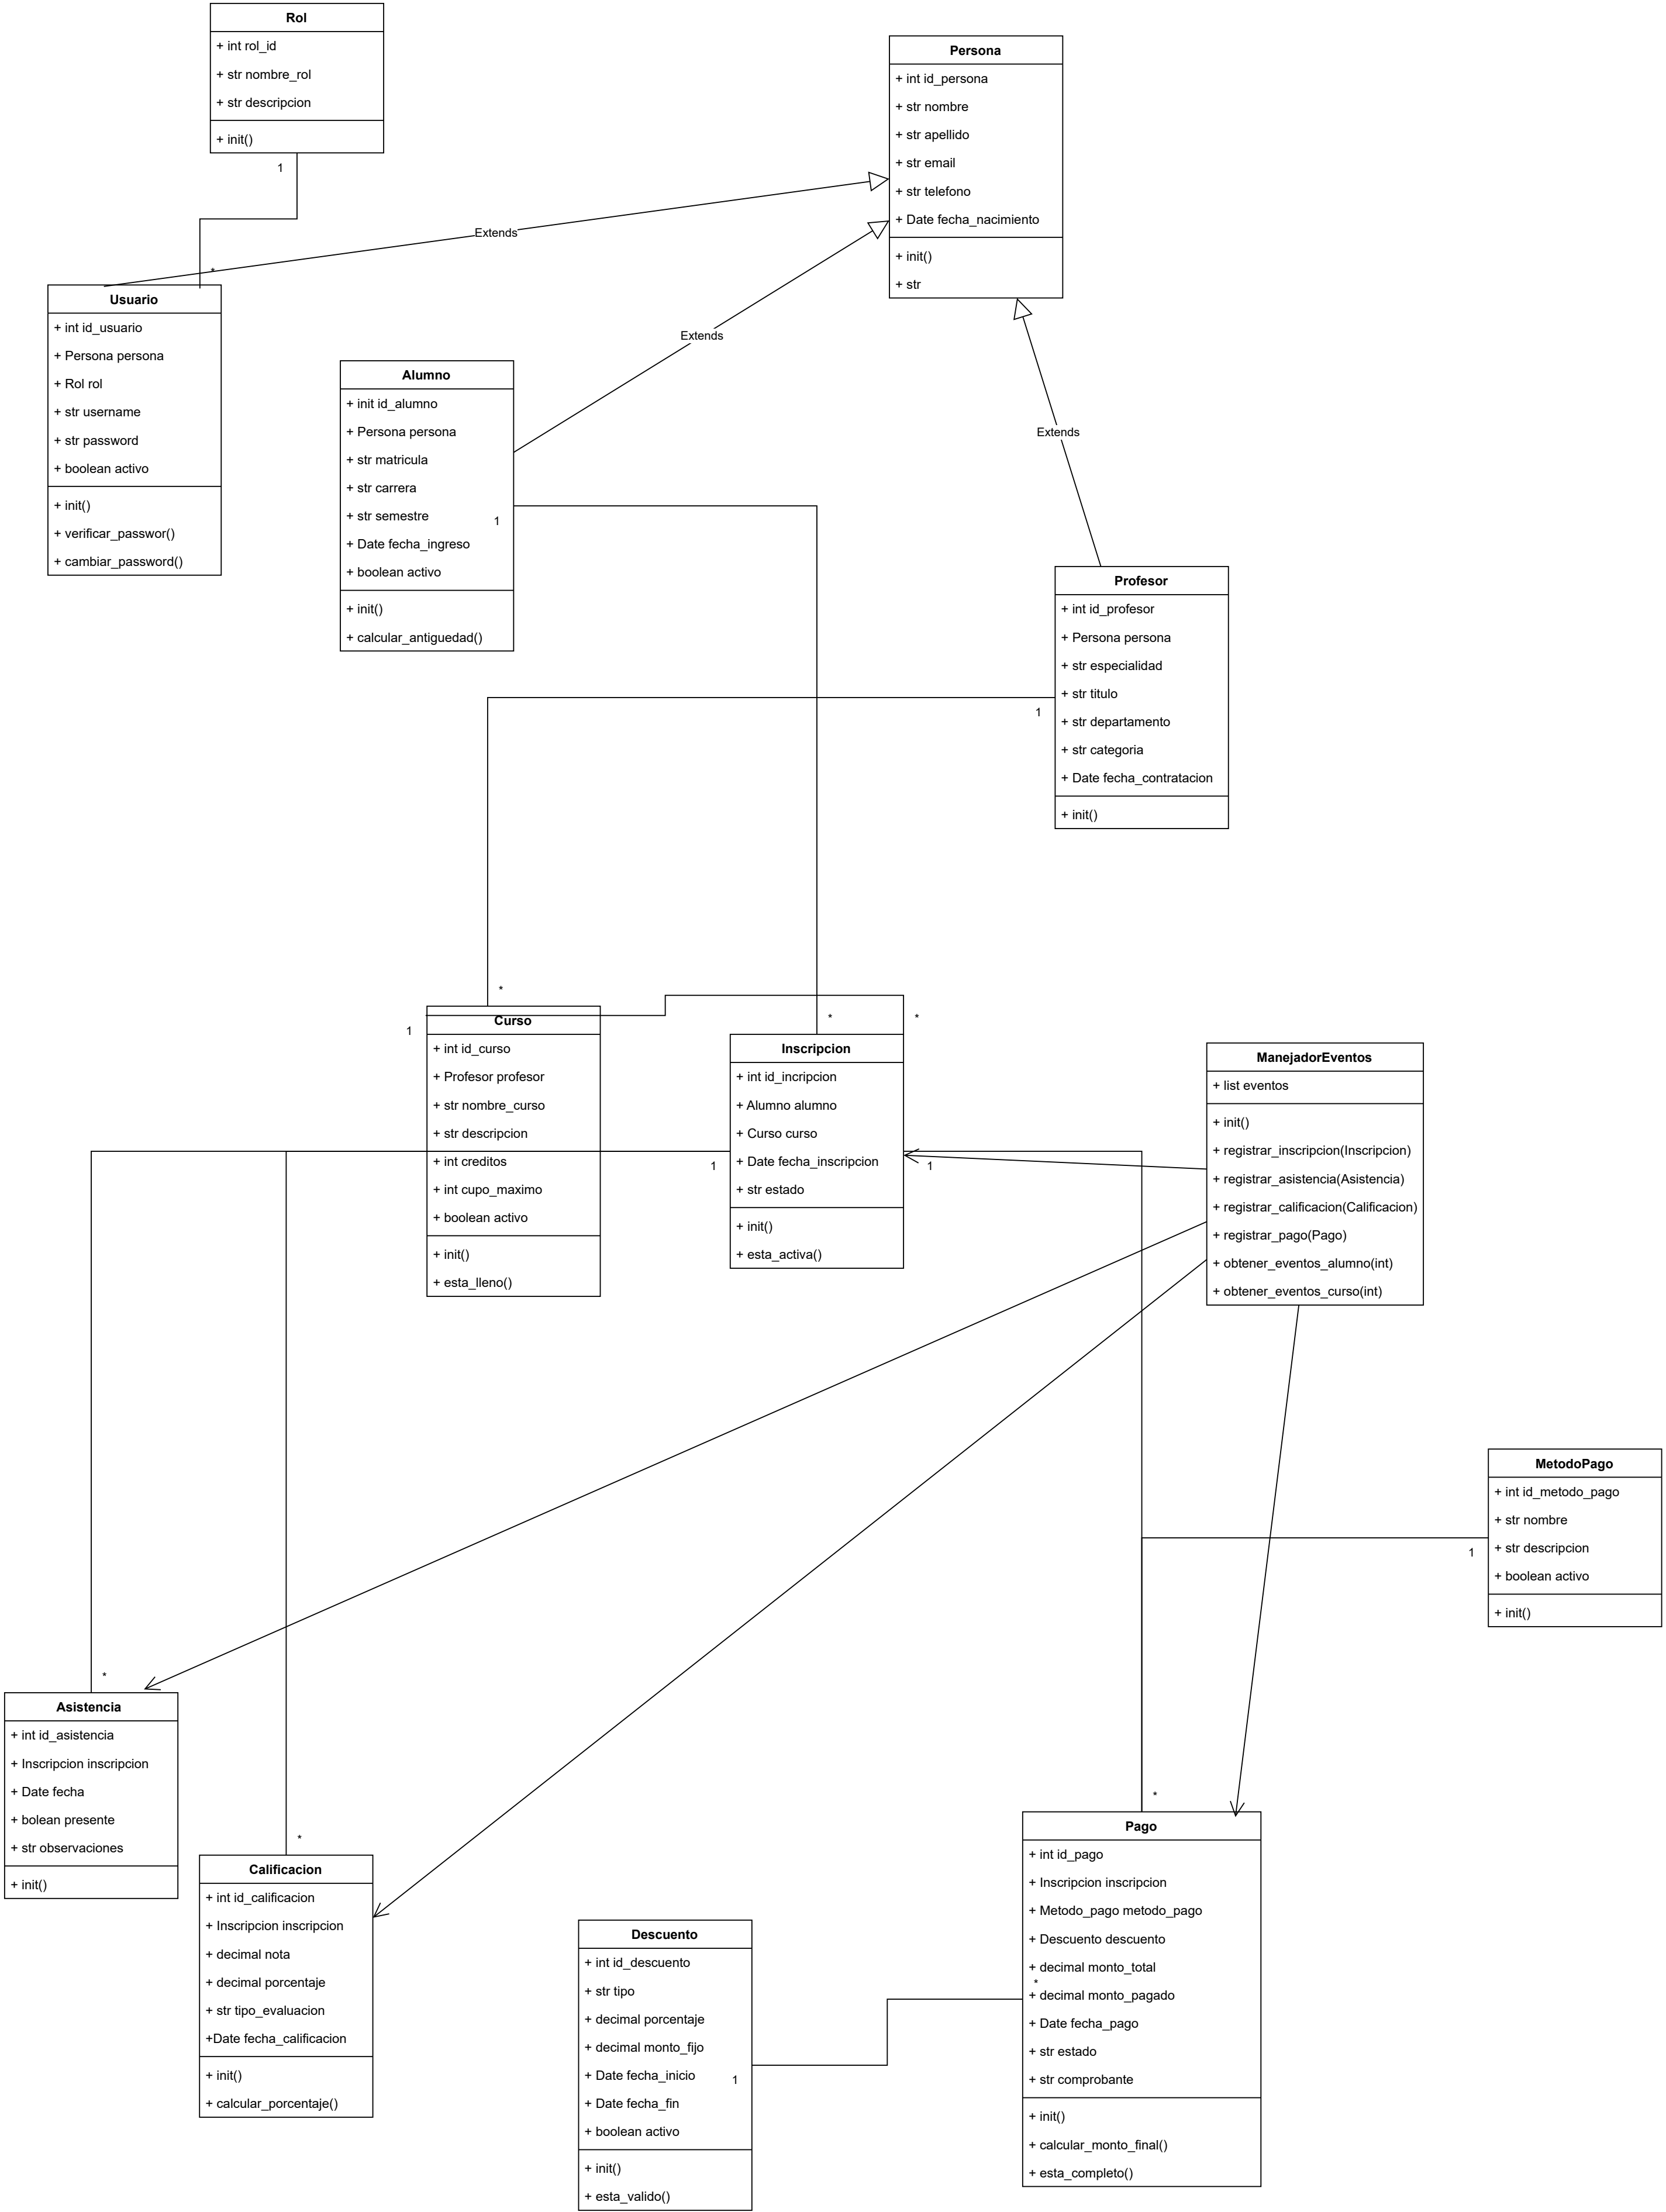 Rol
+ int rol_id
+ str nombre_rol
+ str descripcion
+ init()
1
*
Persona
+ int id_persona
+ str nombre
+ str apellido
+ str email
+ str telefono
+ Date fecha_nacimiento
+ init()
+ str
Extends
Extends
Extends
Usuario
+ int id_usuario
+ Persona persona
+ Rol rol
+ str username
+ str password
+ boolean activo
+ init()
+ verificar_passwor()
+ cambiar_password()
Alumno
+ init id_alumno
+ Persona persona
+ str matricula
+ str carrera
+ str semestre
+ Date fecha_ingreso
+ boolean activo
+ init()
+ calcular_antiguedad()
1
Profesor
+ int id_profesor
+ Persona persona
+ str especialidad
+ str titulo
+ str departamento
+ str categoria
+ Date fecha_contratacion
+ init()
1
*
1
Curso
+ int id_curso
+ Profesor profesor
+ str nombre_curso
+ str descripcion
+ int creditos
+ int cupo_maximo
+ boolean activo
+ init()
+ esta_lleno()
*
*
Inscripcion
+ int id_incripcion
+ Alumno alumno
+ Curso curso
+ Date fecha_inscripcion
+ str estado
+ init()
+ esta_activa()
1
1
ManejadorEventos
+ list eventos
+ init()
+ registrar_inscripcion(Inscripcion)
+ registrar_asistencia(Asistencia)
+ registrar_calificacion(Calificacion)
+ registrar_pago(Pago)
+ obtener_eventos_alumno(int)
+ obtener_eventos_curso(int)
MetodoPago
+ int id_metodo_pago
+ str nombre
+ str descripcion
+ boolean activo
+ init()
1
*
Asistencia
+ int id_asistencia
+ Inscripcion inscripcion
+ Date fecha
+ bolean presente
+ str observaciones
+ init()
*
Calificacion
+ int id_calificacion
+ Inscripcion inscripcion
+ decimal nota
+ decimal porcentaje
+ str tipo_evaluacion
+Date fecha_calificacion
+ init()
+ calcular_porcentaje()
Descuento
+ int id_descuento
+ str tipo
+ decimal porcentaje
+ decimal monto_fijo
+ Date fecha_inicio
+ Date fecha_fin
+ boolean activo
+ init()
+ esta_valido()
1
*
Pago
+ int id_pago
+ Inscripcion inscripcion
+ Metodo_pago metodo_pago
+ Descuento descuento
+ decimal monto_total
*
+ decimal monto_pagado
+ Date fecha_pago
+ str estado
+ str comprobante
+ init()
+ calcular_monto_final()
+ esta_completo()